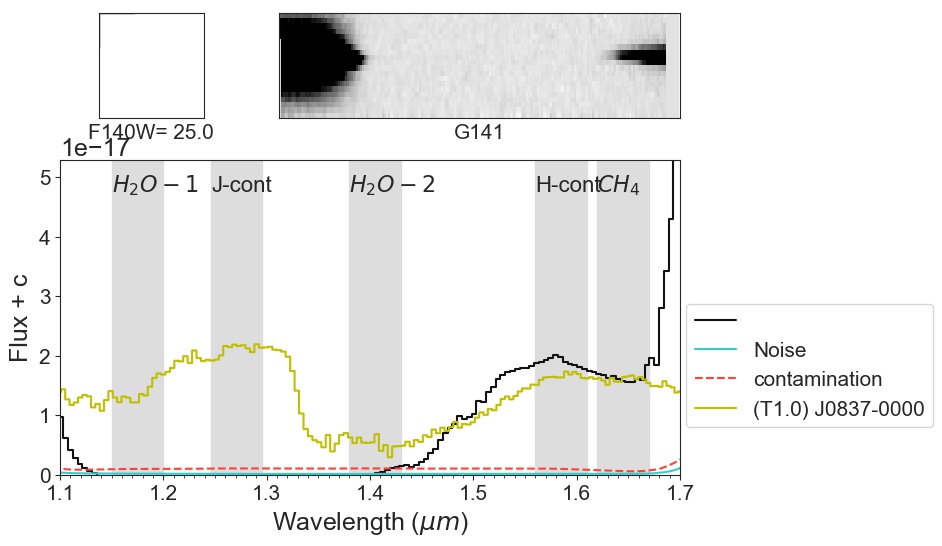 F140W= 25.0
G141
1e−17
H₂O − 1 J-cont H₂O − 2 H-cont CH₄
5
4
3
2
1
0
Flux + c
1.1 1.2 1.3 1.4 1.5 1.6 1.7
Wavelength (μm)
Noise
contamination
(T1.0) J0837-0000